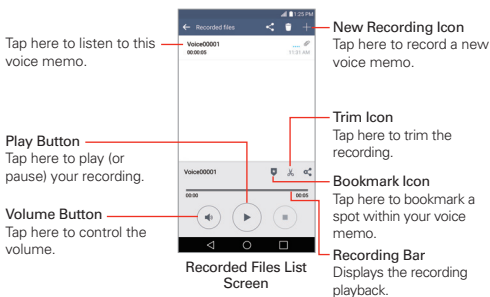 1:25 PM
Recorded files
Voice00001
00:00:05
11:21 AM
Voice00001
00:00
00:05
Recorded Files List
Screen
Tap here to listen to this
voice memo.
Play Button
Tap here to play (or
pause) your recording.
Volume Button
Tap here to control the
volume.
New Recording Icon
Tap here to record a new
voice memo.
Trim Icon
Tap here to trim the
recording.
Bookmark Icon
Tap here to bookmark a
spot within your voice
memo.
Recording Bar
Displays the recording
playback.